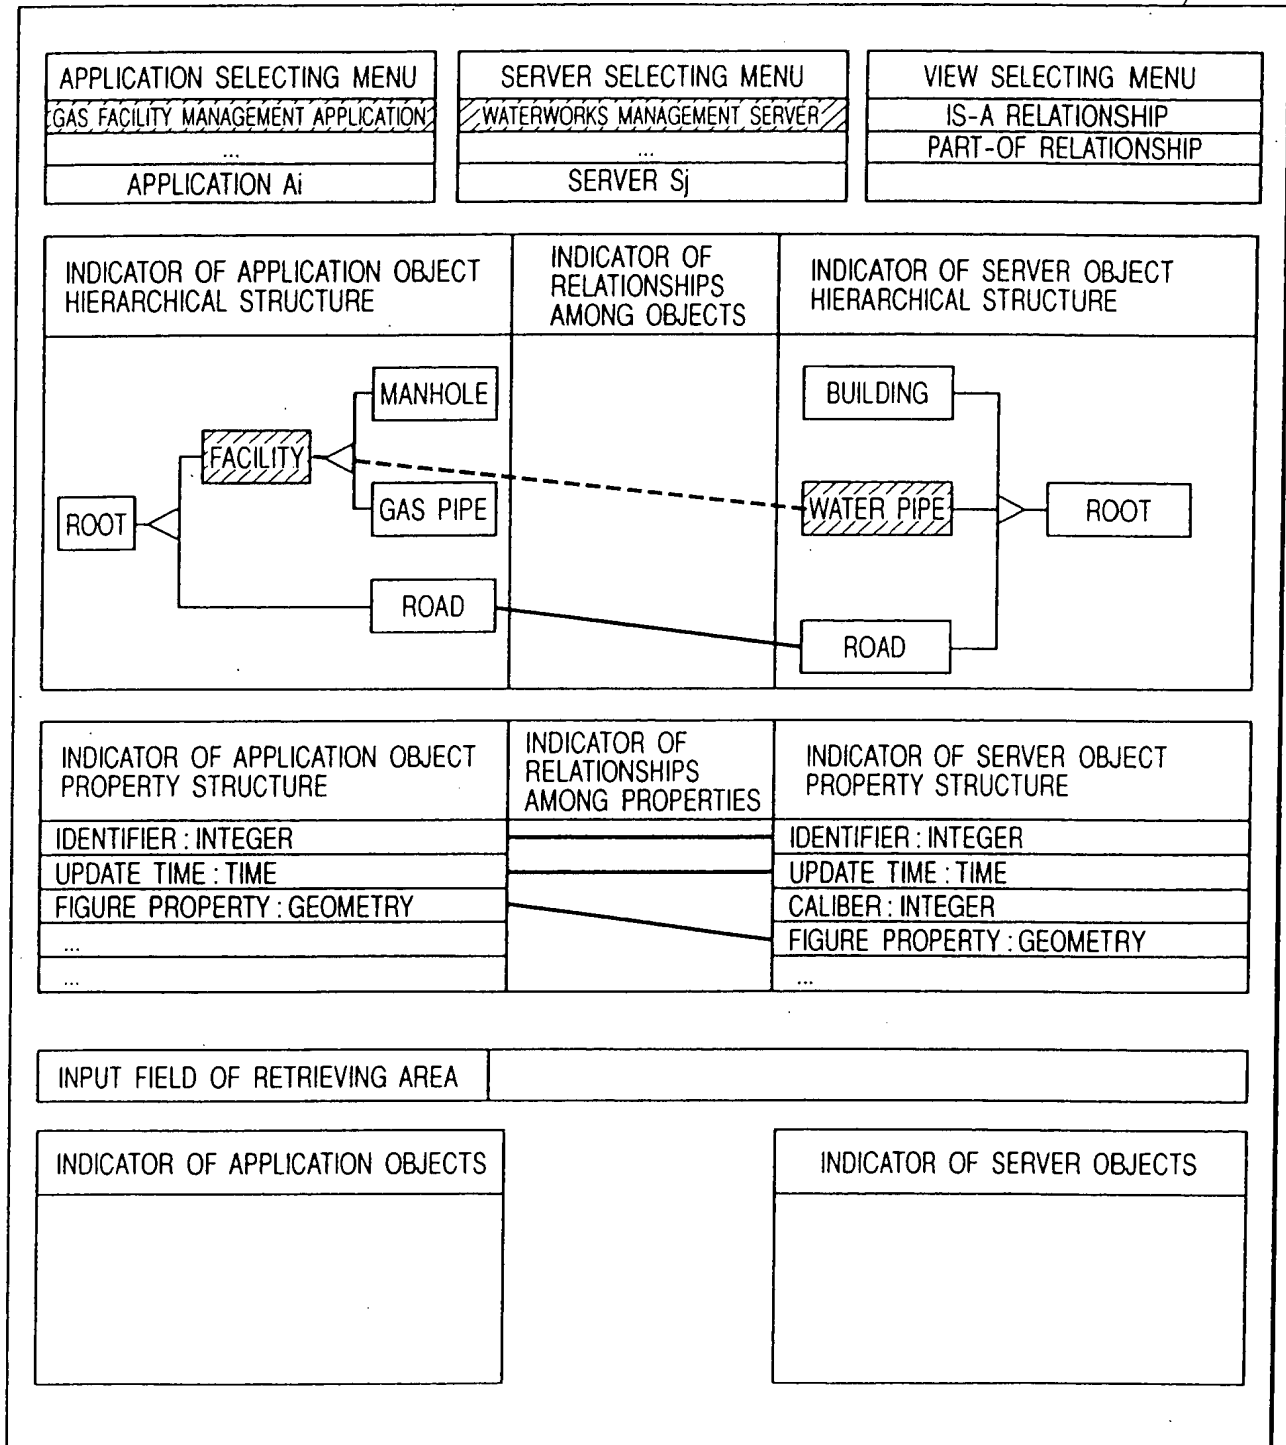 APPLICATION SELECTING MENU
GAS FACILITY MANAGEMENT APPLICATION
...
APPLICATION Ai
SERVER SELECTING MENU
WATERWORKS MANAGEMENT SERVER
...
SERVER Sj
VIEW SELECTING MENU
IS-A RELATIONSHIP
PART-OF RELATIONSHIP
INDICATOR OF APPLICATION OBJECT
HIERARCHICAL STRUCTURE
INDICATOR OF
RELATIONSHIPS
AMONG OBJECTS
INDICATOR OF SERVER OBJECT
HIERARCHICAL STRUCTURE
MANHOLE
FACILITY
GAS PIPE
ROOT
ROAD
BUILDING
WATER PIPE
ROOT
ROAD
INDICATOR OF APPLICATION OBJECT
PROPERTY STRUCTURE
INDICATOR OF
RELATIONSHIPS
AMONG PROPERTIES
INDICATOR OF SERVER OBJECT
PROPERTY STRUCTURE
IDENTIFIER : INTEGER
UPDATE TIME : TIME
FIGURE PROPERTY : GEOMETRY
...
...
IDENTIFIER : INTEGER
UPDATE TIME : TIME
CALIBER : INTEGER
FIGURE PROPERTY : GEOMETRY
...
INPUT FIELD OF RETRIEVING AREA
INDICATOR OF APPLICATION OBJECTS
INDICATOR OF SERVER OBJECTS